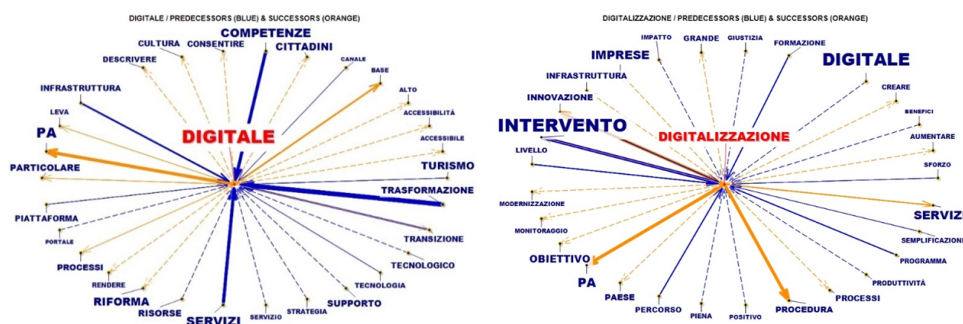 DIGITALE / PREDECESSORS (BLUE) & SUCCESSORS (ORANGE)
COMPETENZE
CULTURA
CONSENTIRE
CITTADINI
DESCRIVERE
CANALE
BASE
INFRASTRUTTURA
ALTO
LEVA
ACCESSIBILITÀ
PA
DIGITALE
ACCESSIBILE
PARTICOLARE
TURISMO
TRASFORMAZIONE
PIATTAFORMA
PORTALE
TRANSIZIONE
PROCESSI
TECNOLOGICO
RENDERE
TECNOLOGIA
RIFORMA
SUPPORTO
RISORSE
STRATEGIA
SERVIZI
SERVIZIO
DIGITALIZZAZIONE / PREDECESSORS (BLUE) & SUCCESSORS (ORANGE)
IMPATTO
GRANDE
GIUSTIZIA
FORMAZIONE
IMPRESE
DIGITALE
INFRASTRUTTURA
CREARE
INNOVAZIONE
BENEFICI
INTERVENTO
DIGITALIZZAZIONE
AUMENTARE
LIVELLO
SFORZO
MODERNIZZAZIONE
SERVIZI
MONITORAGGIO
SEMPLIFICAZIONE
OBIETTIVO
PROGRAMMA
PA
PRODUTTIVITÀ
PAESE
PROCESSI
PERCORSO
PROCEDURA
PIENA
POSITIVO